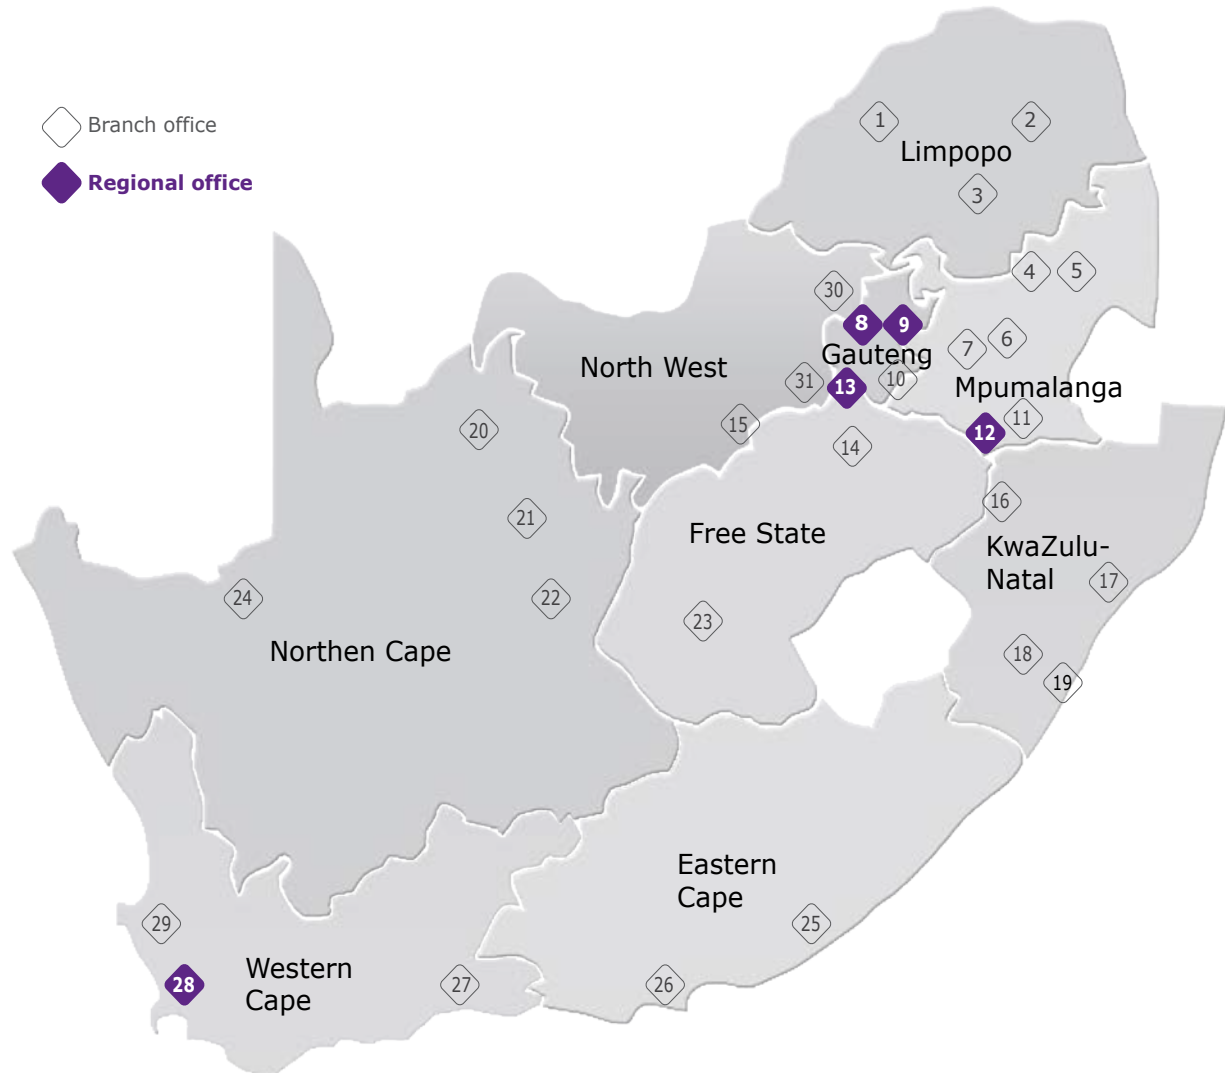 Branch office
Regional office
1
2
Limpopo
3
4
5
30
8
9
6
7
Gauteng
North West
31
13
10
Mpumalanga
11
12
20
15
14
16
21
Free State
KwaZulu-
Natal
17
24
22
23
Northen Cape
18
19
Eastern
Cape
29
25
Western
Cape
28
27
26